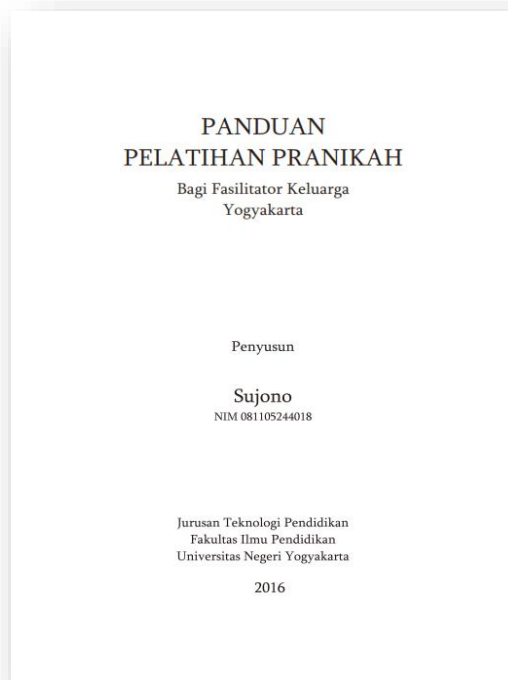 PANDUAN
PELATIHAN PRANIKAH
Bagi Fasilitator Keluarga
Yogyakarta
Penyusun
Sujono
NIM 081105244018
Jurusan Teknologi Pendidikan
Fakultas Ilmu Pendidikan
Universitas Negeri Yogyakarta
2016